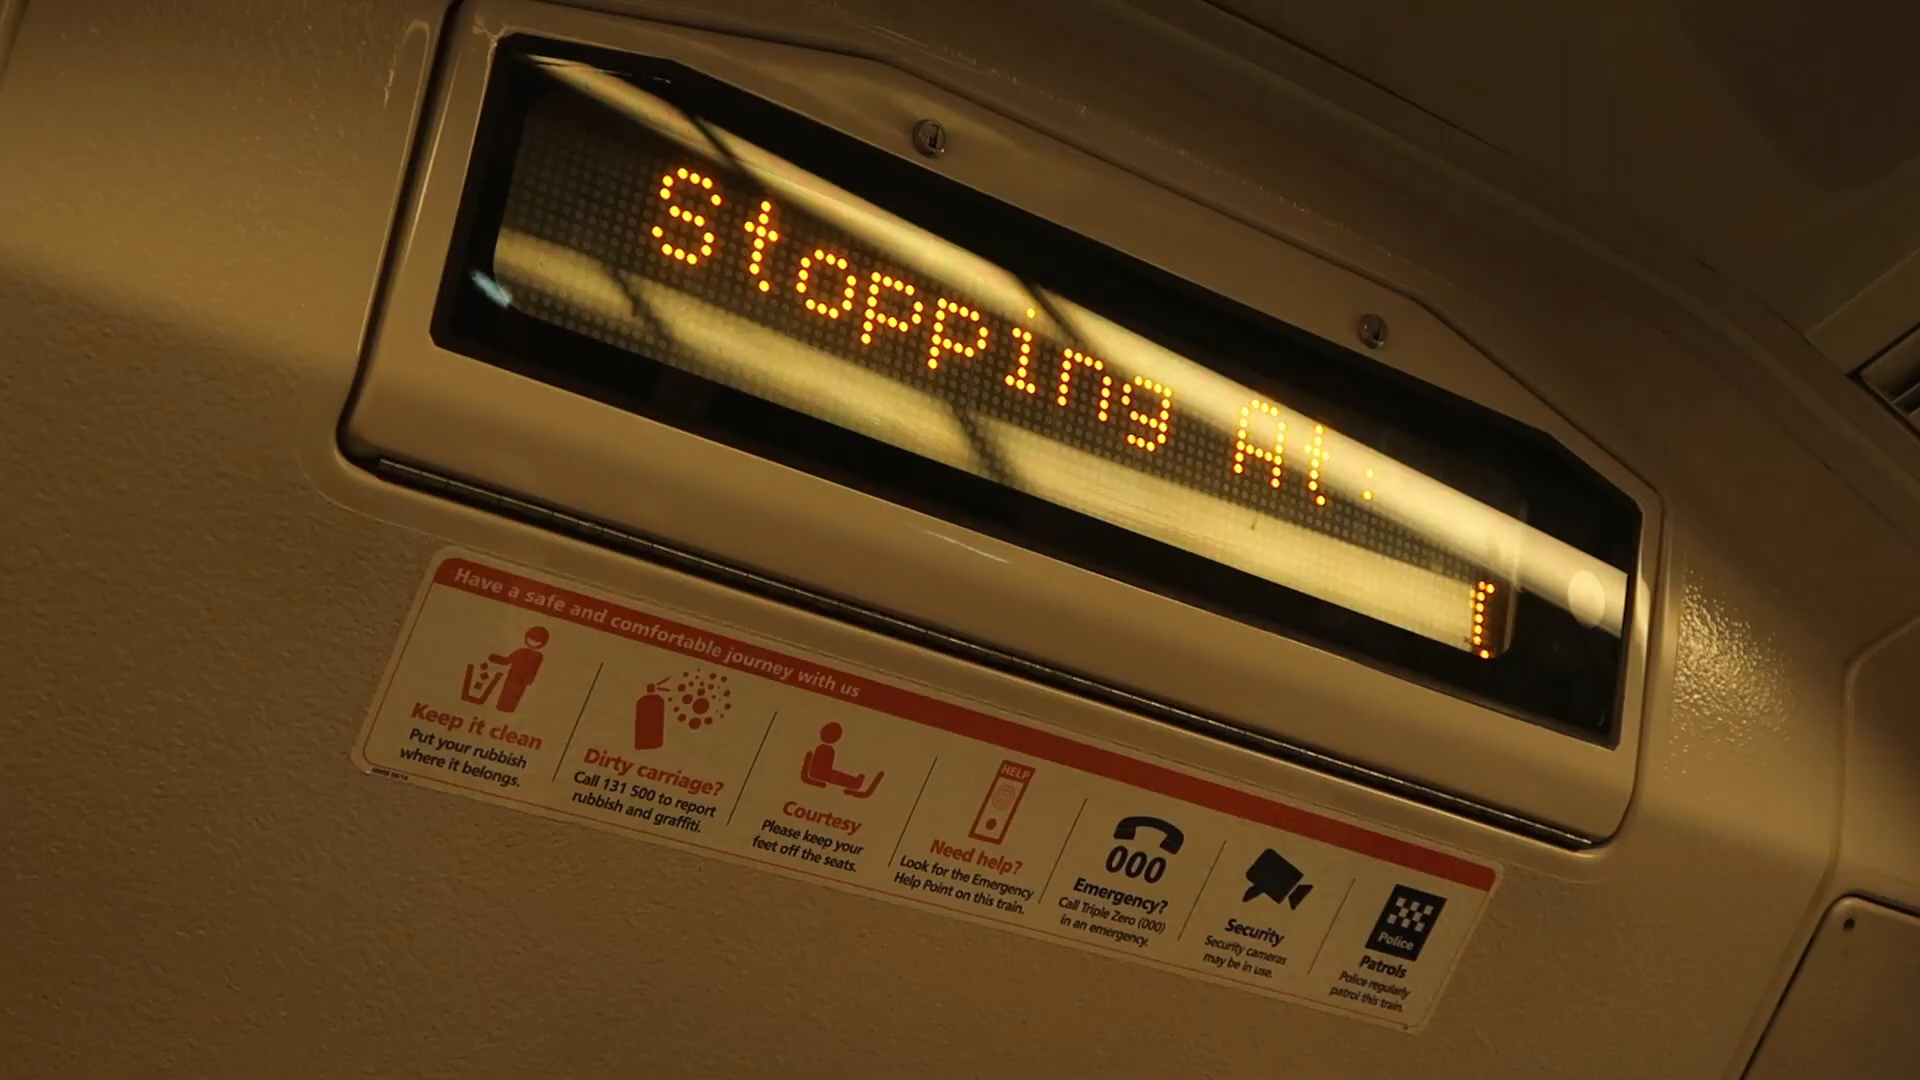 Stopping At:
Have a safe and comfortable journey with us
Keep it clean
Put your rubbish
where it belongs.
Dirty carriage?
Call 131 500 to report
rubbish and graffiti.
Courtesy
Please keep your
feet off the seats.
HELP
Need help?
Look for the Emergency
Help Point on this train.
000
Emergency?
Call Triple Zero (000)
in an emergency.
Security
Security cameras
may be in use.
Police
Patrols
Police regularly
patrol this train.